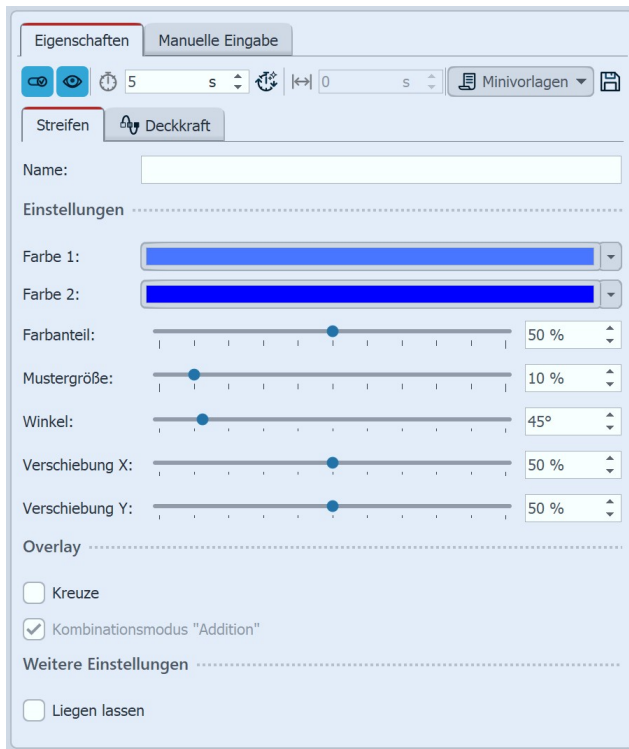 Eigenschaften Manuelle Eingabe
5 s 0 s Minivorlagen
Streifen Deckkraft
Name:
Einstellungen
Farbe 1:
Farbe 2:
Farbanteil: 50 %
Mustergröße: 10 %
Winkel: 45°
Verschiebung X: 50 %
Verschiebung Y: 50 %
Overlay
Kreuze
Kombinationsmodus "Addition"
Weitere Einstellungen
Liegen lassen